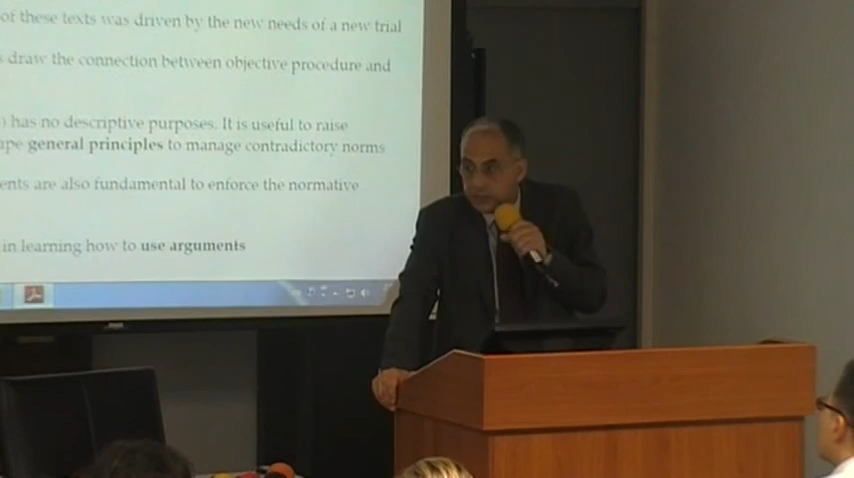 of these texts was driven by the new needs of a new trial
draw the connection between objective procedure and
) has no descriptive purposes. It is useful to raise
general principles to manage contradictory norms
are also fundamental to enforce the normative
in learning how to use arguments